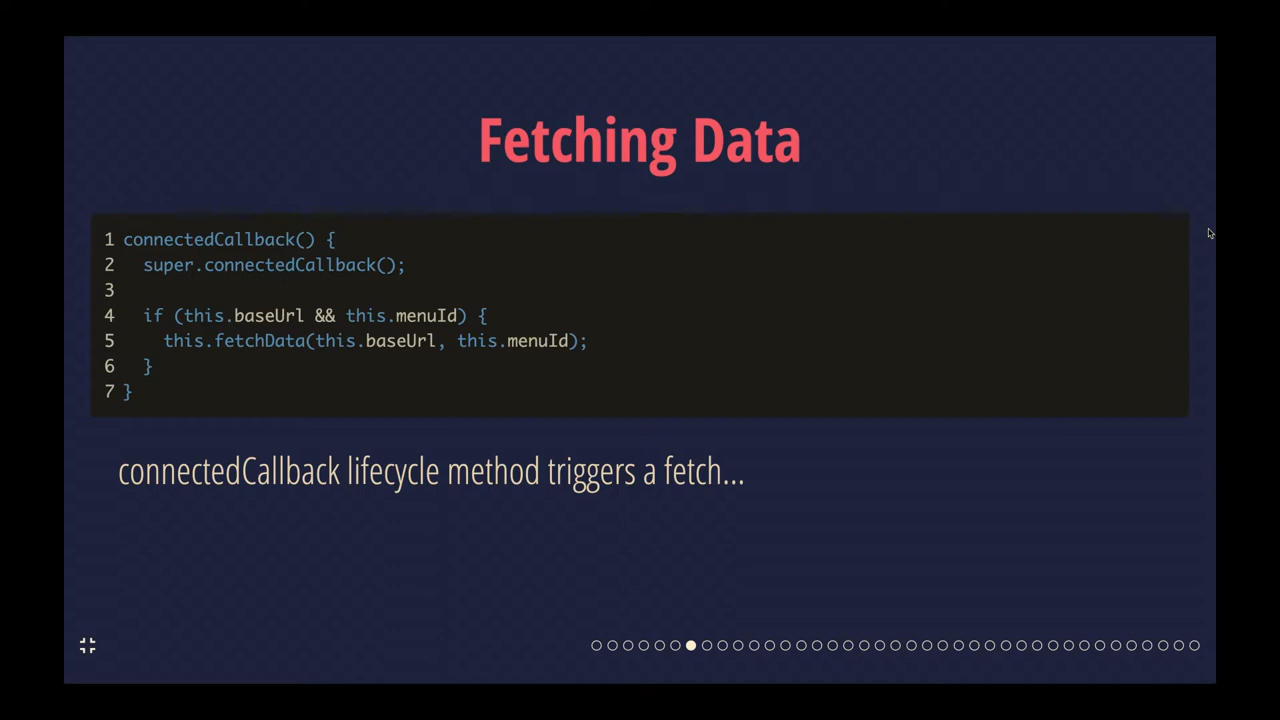 Fetching Data
1 connectedCallback() {
2   super.connectedCallback();
3
4   if (this.baseUrl && this.menuId) {
5     this.fetchData(this.baseUrl, this.menuId);
6   }
7 }
connectedCallback lifecycle method triggers a fetch...